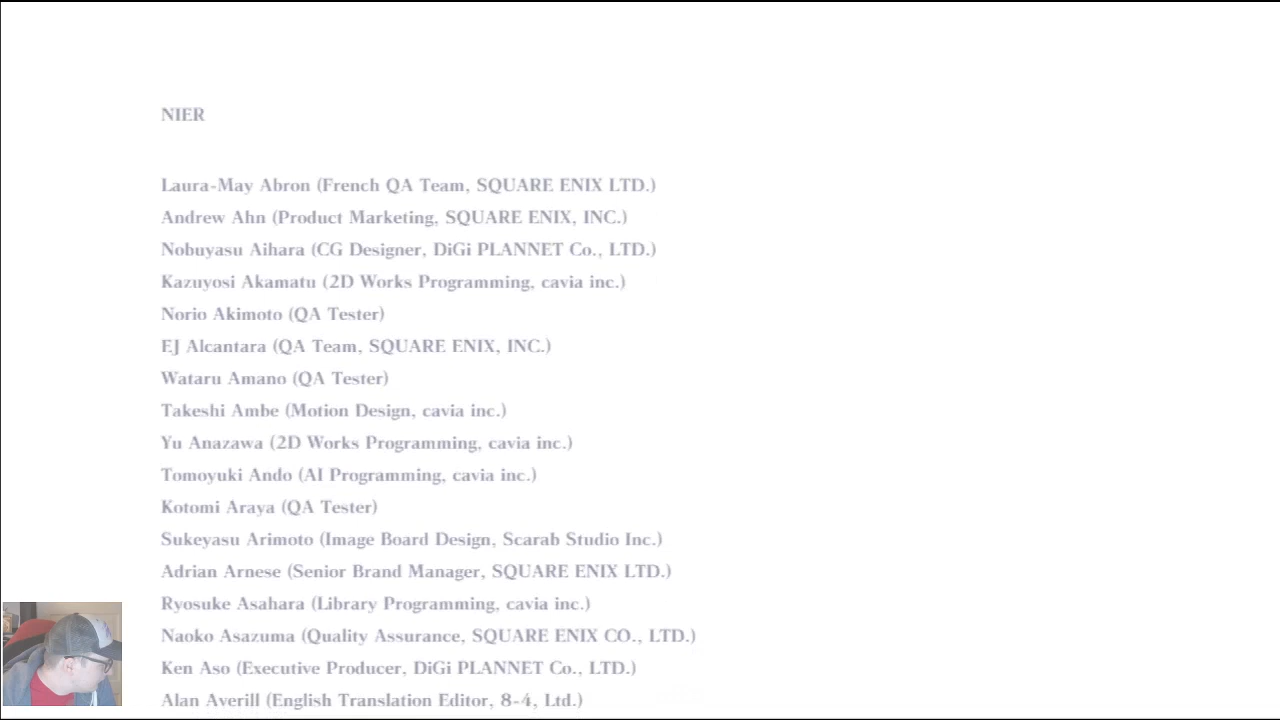 NIER
Laura-May Abron (French QA Team, SQUARE ENIX LTD.)
Andrew Ahn (Product Marketing, SQUARE ENIX, INC.)
Nobuyasu Aihara (CG Designer, DiGi PLANNET Co., LTD.)
Kazuyosi Akamatu (2D Works Programming, cavia inc.)
Norio Akimoto (QA Tester)
EJ Alcantara (QA Team, SQUARE ENIX, INC.)
Wataru Amano (QA Tester)
Takeshi Ambe (Motion Design, cavia inc.)
Yu Anazawa (2D Works Programming, cavia inc.)
Tomoyuki Ando (AI Programming, cavia inc.)
Kotomi Araya (QA Tester)
Sukeyasu Arimoto (Image Board Design, Scarab Studio Inc.)
Adrian Arnese (Senior Brand Manager, SQUARE ENIX LTD.)
Ryosuke Asahara (Library Programming, cavia inc.)
Naoko Asazuma (Quality Assurance, SQUARE ENIX CO., LTD.)
Ken Aso (Executive Producer, DiGi PLANNET Co., LTD.)
Alan Averill (English Translation Editor, 8-4, Ltd.)